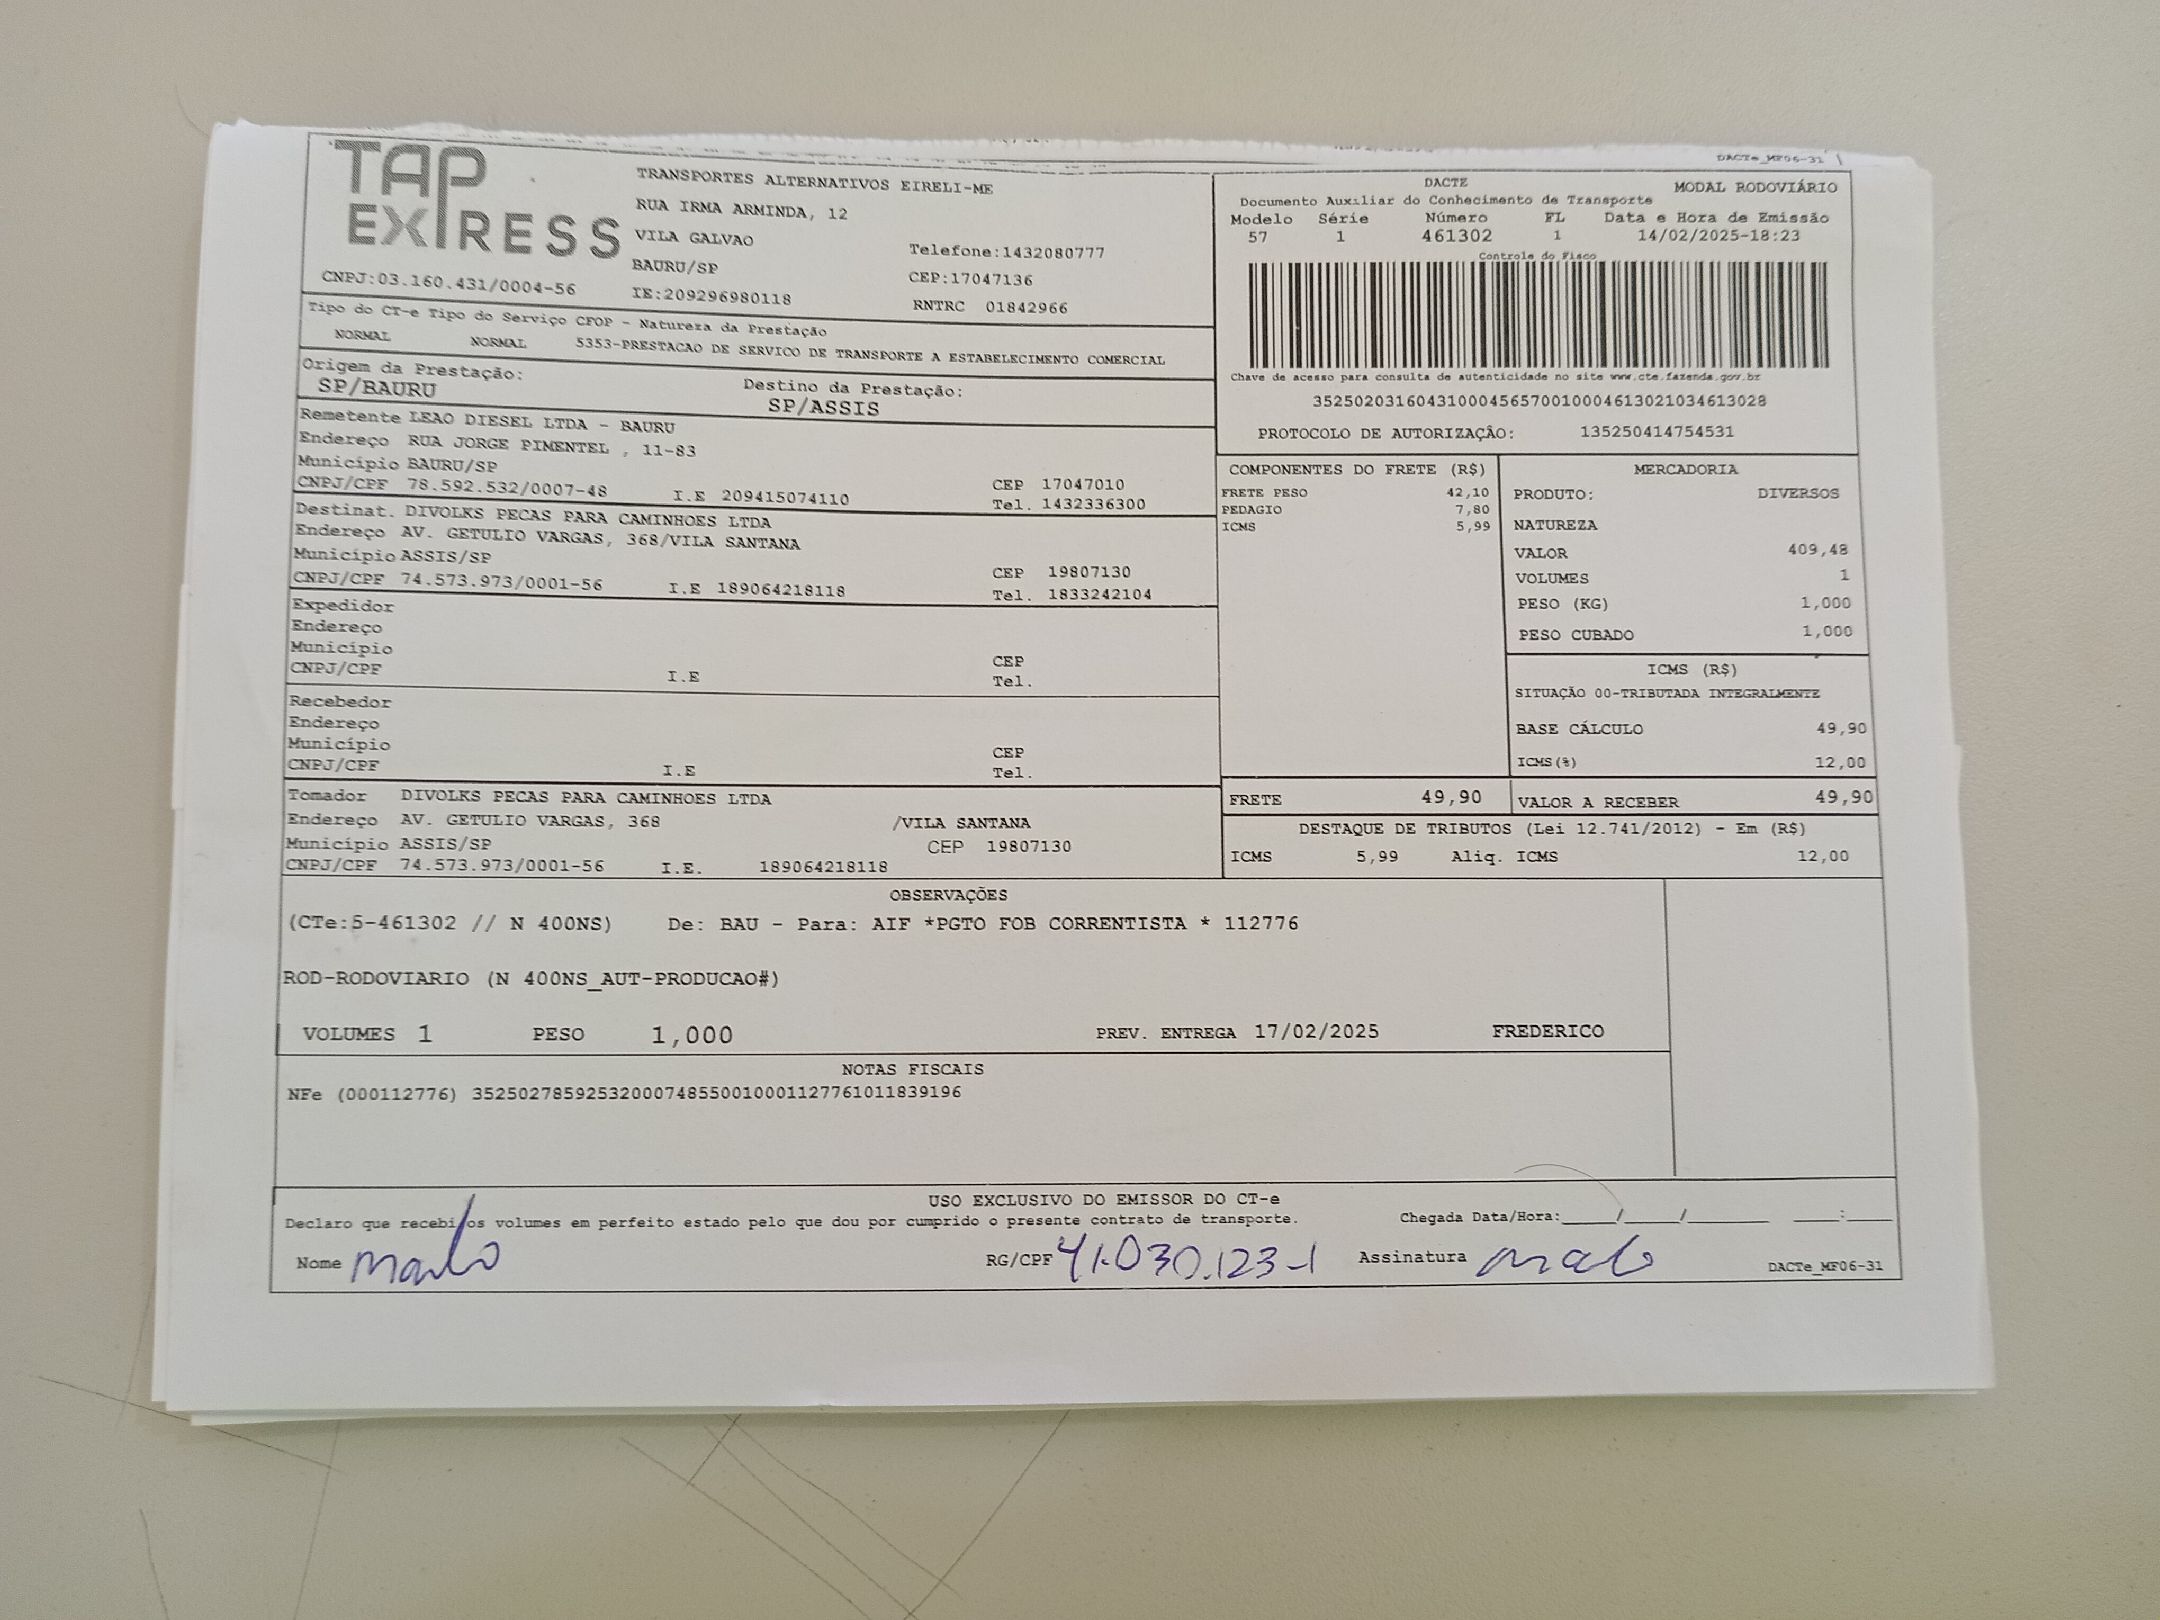 DACTe_MF06-31
TAP
EXPRESS
TRANSPORTES ALTERNATIVOS EIRELI-ME
RUA IRMA ARMINDA, 12
VILA GALVAO
Telefone:1432080777
BAURU/SP
CEP:17047136
CNPJ:03.160.431/0004-56
IE:209296980118
RNTRC 01842966
DACTE
MODAL RODOVIÁRIO
Documento Auxiliar do Conhecimento de Transporte
Modelo Série Número FL Data e Hora de Emissão
57 1 461302 1 14/02/2025-18:23
Controle do Fisco
Chave de acesso para consulta de autenticidade no site www.cte.fazenda.gov.br
35250203160431000456570010004613021034613028
PROTOCOLO DE AUTORIZAÇÃO: 135250414754531
Tipo do CT-e Tipo do Serviço CFOP - Natureza da Prestação
NORMAL NORMAL 5353-PRESTACAO DE SERVICO DE TRANSPORTE A ESTABELECIMENTO COMERCIAL
Origem da Prestação: Destino da Prestação:
SP/BAURU SP/ASSIS
Remetente LEAO DIESEL LTDA - BAURU
Endereço RUA JORGE PIMENTEL , 11-83
Município BAURU/SP CEP 17047010
CNPJ/CPF 78.592.532/0007-48 I.E 209415074110 Tel. 1432336300
Destinat. DIVOLKS PECAS PARA CAMINHOES LTDA
Endereço AV. GETULIO VARGAS, 368/VILA SANTANA
Município ASSIS/SP CEP 19807130
CNPJ/CPF 74.573.973/0001-56 I.E 189064218118 Tel. 1833242104
Expedidor
Endereço
Município CEP
CNPJ/CPF I.E Tel.
Recebedor
Endereço
Município CEP
CNPJ/CPF I.E Tel.
Tomador DIVOLKS PECAS PARA CAMINHOES LTDA
Endereço AV. GETULIO VARGAS, 368 /VILA SANTANA
Município ASSIS/SP CEP 19807130
CNPJ/CPF 74.573.973/0001-56 I.E. 189064218118
COMPONENTES DO FRETE (R$)
FRETE PESO 42,10
PEDAGIO 7,80
ICMS 5,99
MERCADORIA
PRODUTO: DIVERSOS
NATUREZA
VALOR 409,48
VOLUMES 1
PESO (KG) 1,000
PESO CUBADO 1,000
ICMS (R$)
SITUAÇÃO 00-TRIBUTADA INTEGRALMENTE
BASE CÁLCULO 49,90
ICMS(%) 12,00
FRETE 49,90 VALOR A RECEBER 49,90
DESTAQUE DE TRIBUTOS (Lei 12.741/2012) - Em (R$)
ICMS 5,99 Aliq. ICMS 12,00
OBSERVAÇÕES
(CTe:5-461302 // N 400NS) De: BAU - Para: AIF *PGTO FOB CORRENTISTA * 112776
ROD-RODOVIARIO (N 400NS_AUT-PRODUCAO#)
VOLUMES 1 PESO 1,000 PREV. ENTREGA 17/02/2025 FREDERICO
NOTAS FISCAIS
NFe (000112776) 35250278592532000748550010001127761011839196
USO EXCLUSIVO DO EMISSOR DO CT-e
Declaro que recebi os volumes em perfeito estado pelo que dou por cumprido o presente contrato de transporte. Chegada Data/Hora:____/____/______ ___:___
Nome RG/CPF 41.030.123-1 Assinatura
DACTe_MF06-31